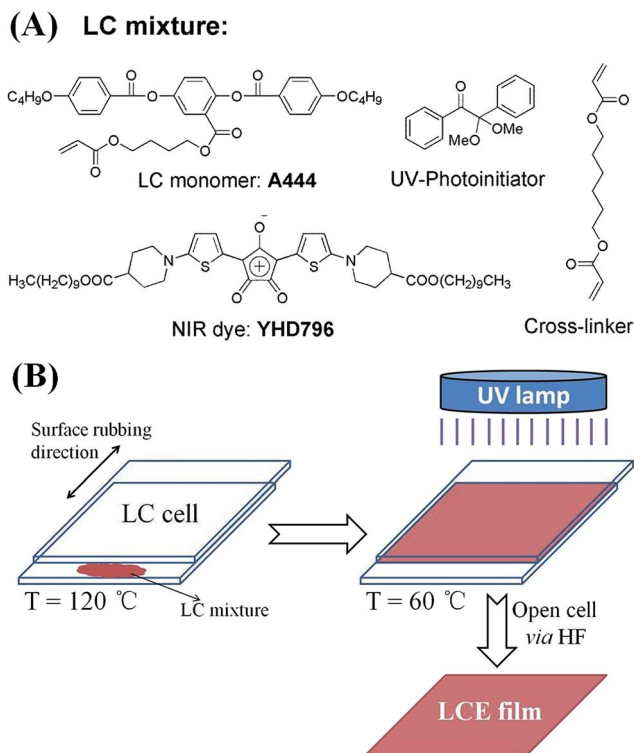 (A) LC mixture:
C₄H₉O
O
O
O
O
O
OC₄H₉
O
O
O
O
LC monomer: A444
O
MeO
OMe
UV-Photoinitiator
O
O
O
O
Cross-linker
O⁻
H₃C(H₂C)₉OOC
N
S
+
S
N
COO(CH₂)₉CH₃
O
O
NIR dye: YHD796
(B)
UV lamp
Surface rubbing
direction
LC cell
T = 120 ℃
LC mixture
T = 60 ℃
Open cell
via HF
LCE film